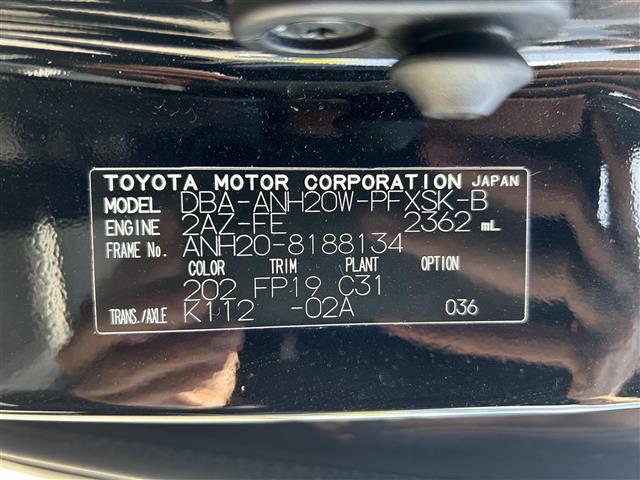 TOYOTA MOTOR CORPORATION JAPAN
MODEL DBA-ANH20W-PFXSK-B
ENGINE 2AZ-FE 2362 mL
FRAME No. ANH20-8188134
COLOR TRIM PLANT OPTION
202 FP19 C31
TRANS./AXLE K112 -02A 036